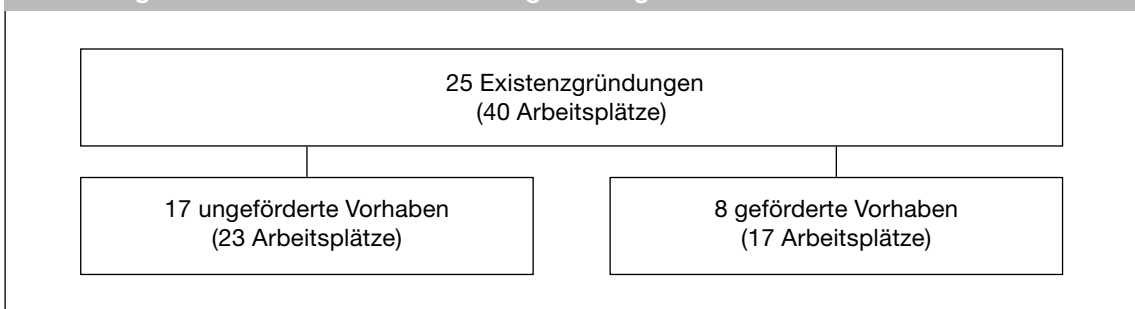 25 Existenzgründungen
(40 Arbeitsplätze)
17 ungeförderte Vorhaben
(23 Arbeitsplätze)
8 geförderte Vorhaben
(17 Arbeitsplätze)